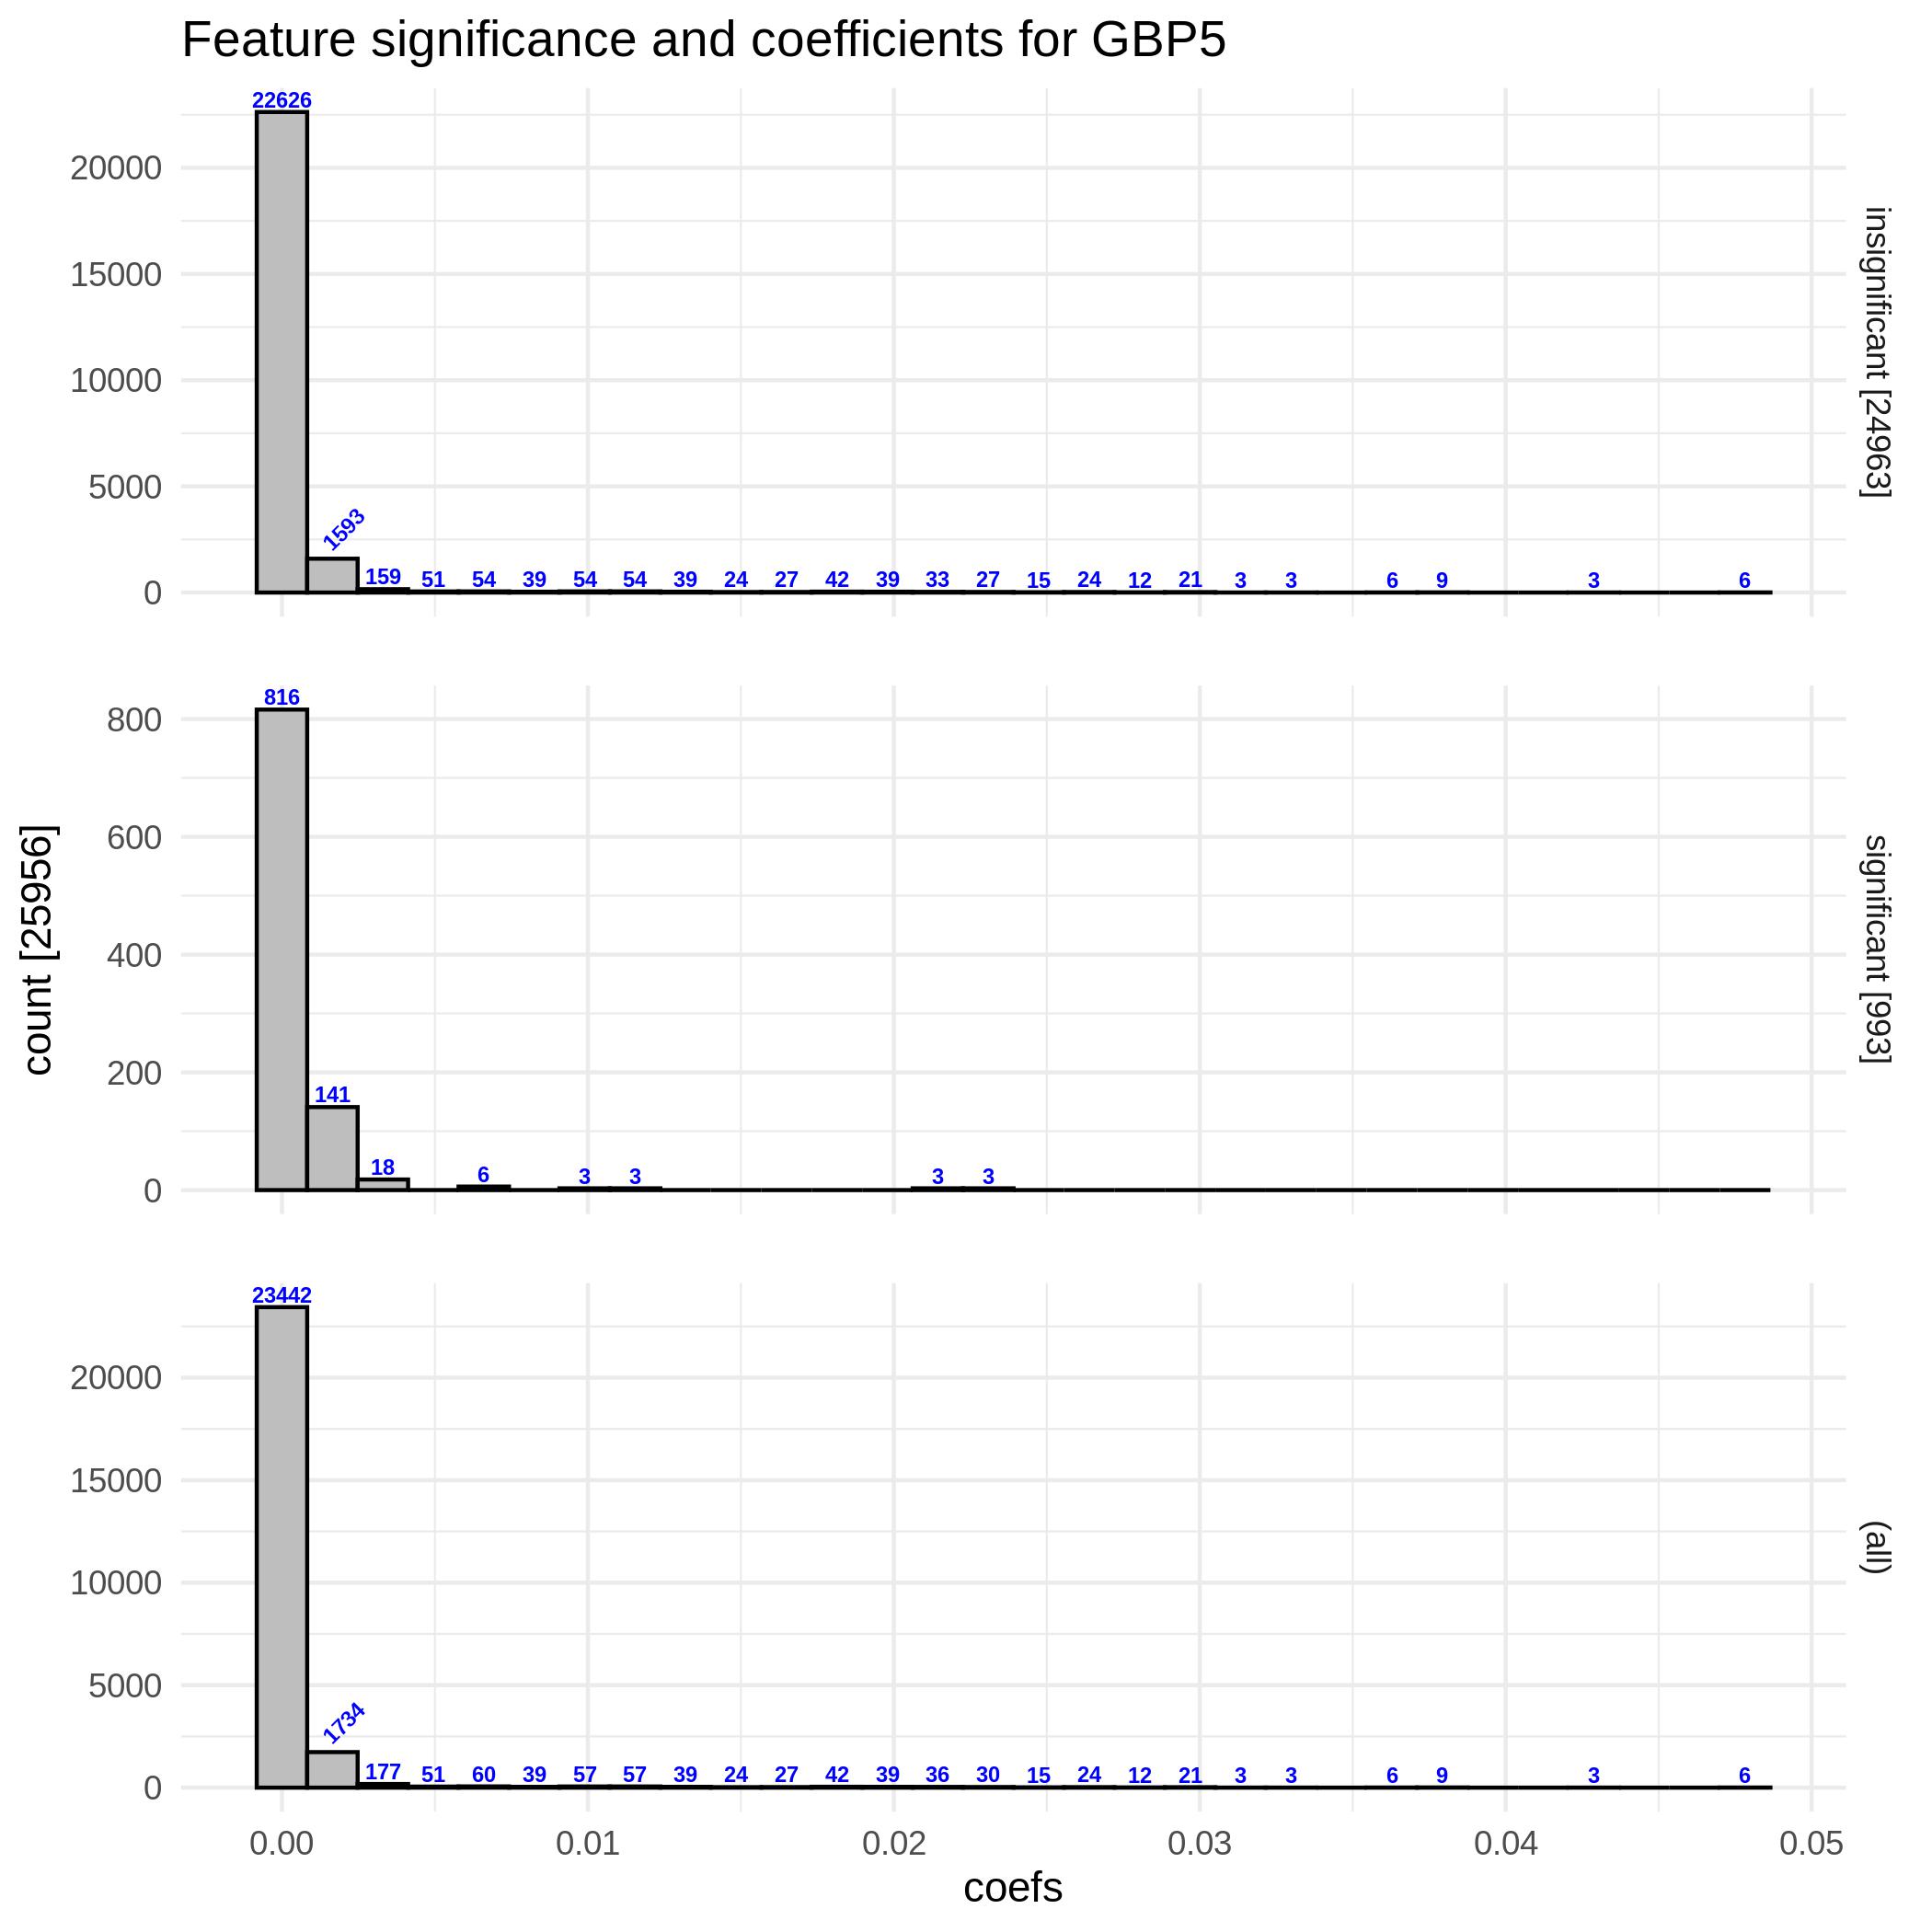 Feature significance and coefficients for GBP5
22626
20000
15000
10000
5000
0
1593
159 51 54 39 54 54 39 24 27 42 39 33 27 15 24 12 21 3 3 6 9 3 6
insignificant [24963]
816
800
600
400
200
0
141
18 6 3 3 3 3
significant [993]
count [25956]
23442
20000
15000
10000
5000
0
1734
177 51 60 39 57 57 39 24 27 42 39 36 30 15 24 12 21 3 3 6 9 3 6
(all)
0.00 0.01 0.02 0.03 0.04 0.05
coefs